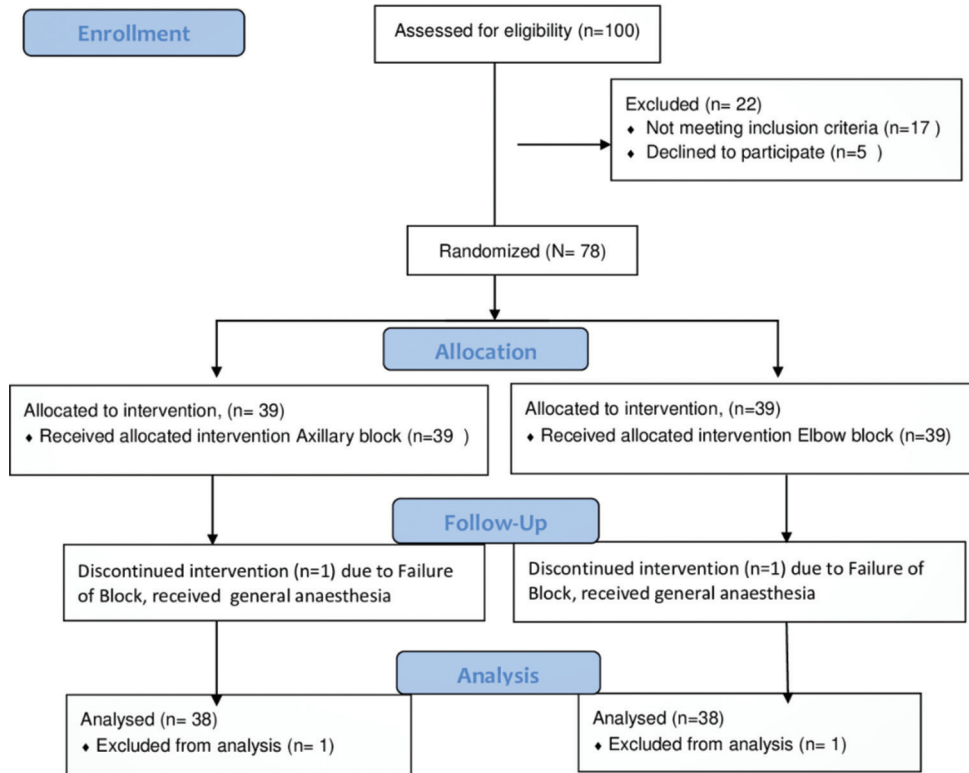 Enrollment
Assessed for eligibility (n=100)
Excluded (n= 22)
♦ Not meeting inclusion criteria (n=17 )
♦ Declined to participate (n=5 )
Randomized (N= 78)
Allocation
Allocated to intervention, (n= 39)
♦ Received allocated intervention Axillary block (n=39 )
Allocated to intervention, (n=39)
♦ Received allocated intervention Elbow block (n=39)
Follow-Up
Discontinued intervention (n=1) due to Failure
of Block, received general anaesthesia
Discontinued intervention (n=1) due to Failure of
Block, received general anaesthesia
Analysis
Analysed (n= 38)
♦ Excluded from analysis (n= 1)
Analysed (n=38)
♦ Excluded from analysis (n= 1)